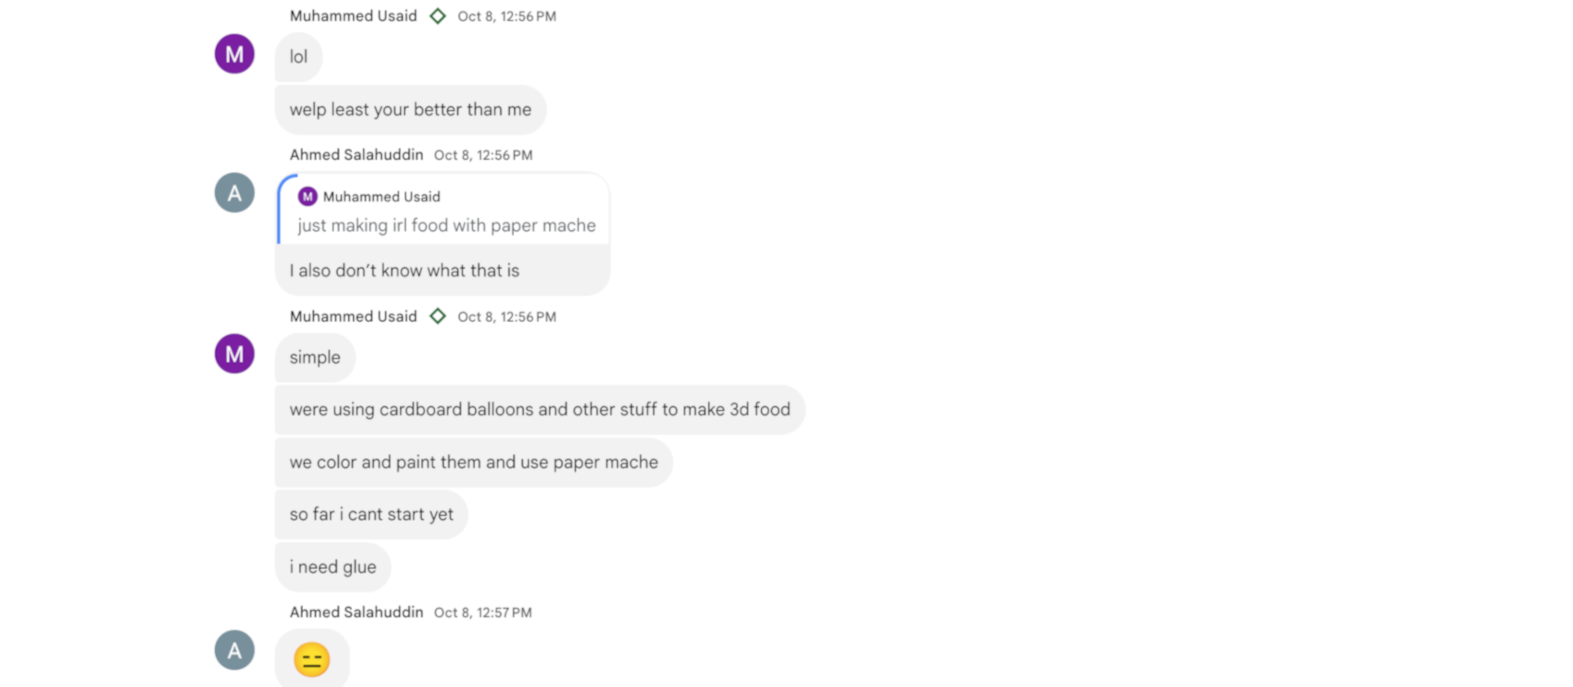 Muhammed Usaid Oct 8, 12:56 PM
M
lol
welp least your better than me
Ahmed Salahuddin Oct 8, 12:56 PM
A
M Muhammed Usaid
just making irl food with paper mache
I also don’t know what that is
Muhammed Usaid Oct 8, 12:56 PM
M
simple
were using cardboard balloons and other stuff to make 3d food
we color and paint them and use paper mache
so far i cant start yet
i need glue
Ahmed Salahuddin Oct 8, 12:57 PM
A
😑